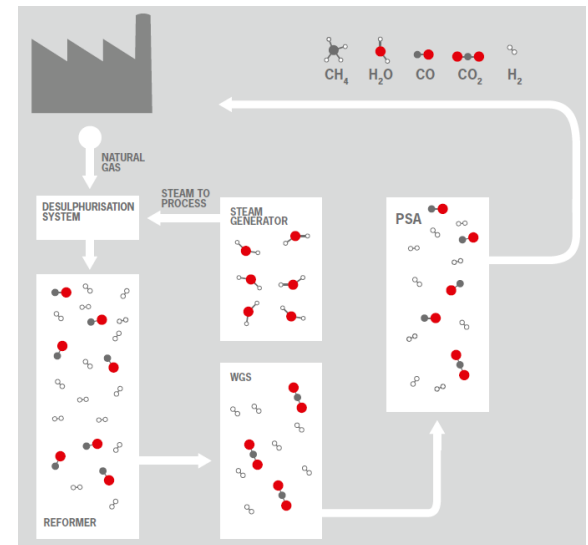 CH₄ H₂O CO CO₂ H₂
NATURAL
GAS
DESULPHURISATION
SYSTEM
STEAM TO
PROCESS
STEAM
GENERATOR
PSA
WGS
REFORMER